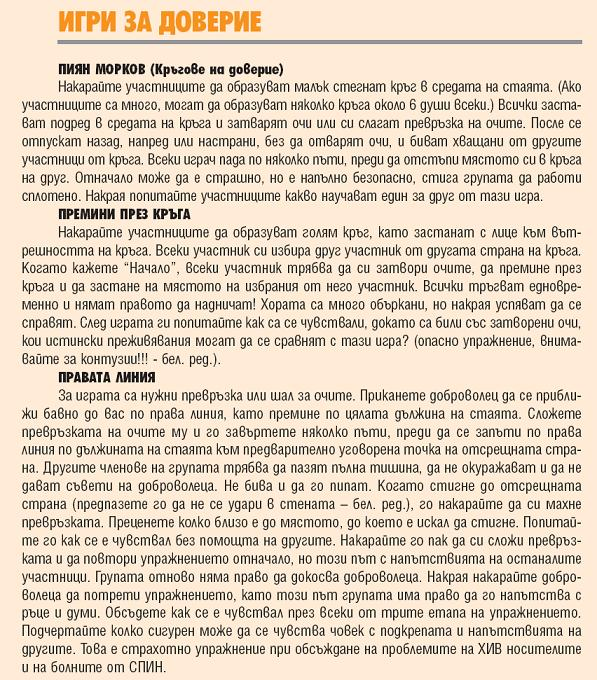 ИГРИ ЗА ДОВЕРИЕ
ПИЯН МОРКОВ (Кръгове на доверие)
Накарайте участниците да образуват малък стегнат кръг в средата на стаята. (Ако
участниците са много, могат да образуват няколко кръга около 6 души всеки.) Всички заста-
ват подред в средата на кръга и затварят очи или си слагат превръзка на очите. После се
отпускат назад, напред или настрани, без да отварят очи, и биват хващани от другите
участници от кръга. Всеки играч пада по няколко пъти, преди да отстъпи мястото си в кръга
на друг. Отначало може да е страшно, но е напълно безопасно, стига групата да работи
сплотено. Накрая попитайте участниците какво научават един за друг от тази игра.
ПРЕМИНИ ПРЕЗ КРЪГА
Накарайте участниците да образуват голям кръг, като застанат с лице към вът-
решността на кръга. Всеки участник си избира друг участник от другата страна на кръга.
Когато кажете “Начало”, всеки участник трябва да си затвори очите, да премине през
кръга и да застане на мястото на избрания от него участник. Всички тръгват едновре-
менно и нямат правото да надничат! Хората са много объркани, но накрая успяват да се
справят. След играта ги попитайте как са се чувствали, докато са били със затворени очи,
кои истински преживявания могат да се сравнят с тази игра? (опасно упражнение, внима-
вайте за контузии!!! - бел. ред.).
ПРАВАТА ЛИНИЯ
За играта са нужни превръзка или шал за очите. Приканете доброволец да се прибли-
жи бавно до вас по права линия, като премине по цялата дължина на стаята. Сложете
превръзката на очите му и го завъртете няколко пъти, преди да се запъти по права
линия по дължината на стаята към предварително уговорена точка на отсрещната стра-
на. Другите членове на групата трябва да пазят пълна тишина, да не окуражават и да не
дават съвети на доброволеца. Не бива и да го пипат. Когато стигне до отсрещната
страна (предпазете го да не се удари в стената – бел. ред.), го накарайте да си махне
превръзката. Преценете колко близо е до мястото, до което е искал да стигне. Попитай-
те го как се е чувствал без помощта на другите. Накарайте го пак да си сложи превръз-
ката и да повтори упражнението отначало, но този път с напътствията на останалите
участници. Групата отново няма право да докосва доброволеца. Накрая накарайте добро-
волеца да потрети упражнението, като този път групата има право да го напътства с
ръце и думи. Обсъдете как се е чувствал през всеки от трите етапа на упражнението.
Подчертайте колко сигурен може да се чувства човек с подкрепата и напътствията на
другите. Това е страхотно упражнение при обсъждане на проблемите на ХИВ носителите
и на болните от СПИН.